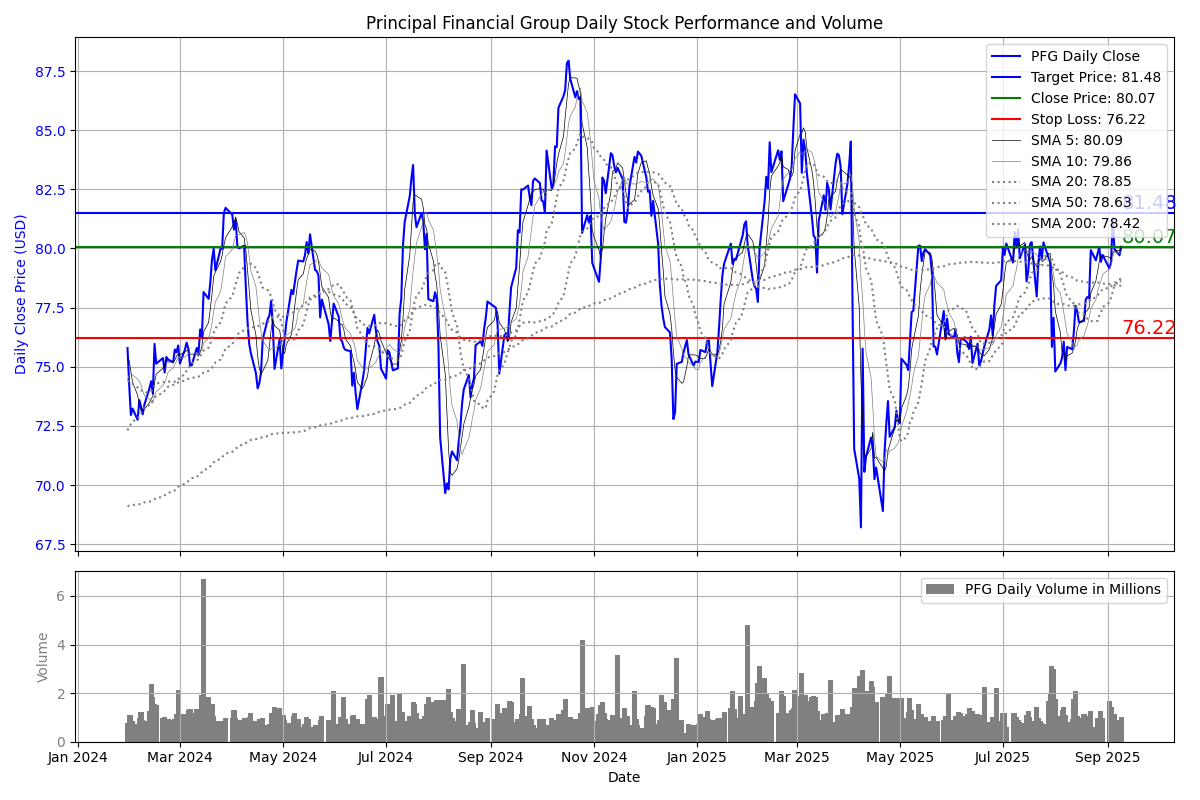 Principal Financial Group Daily Stock Performance and Volume
Daily Close Price (USD)
87.5
85.0
82.5
80.0
77.5
75.0
72.5
70.0
67.5
PFG Daily Close
Target Price: 81.48
Close Price: 80.07
Stop Loss: 76.22
SMA 5: 80.09
SMA 10: 79.86
SMA 20: 78.85
SMA 50: 78.63
SMA 200: 78.42
81.48
80.07
76.22
Volume
6
4
2
0
PFG Daily Volume in Millions
Jan 2024 Mar 2024 May 2024 Jul 2024 Sep 2024 Nov 2024 Jan 2025 Mar 2025 May 2025 Jul 2025 Sep 2025
Date